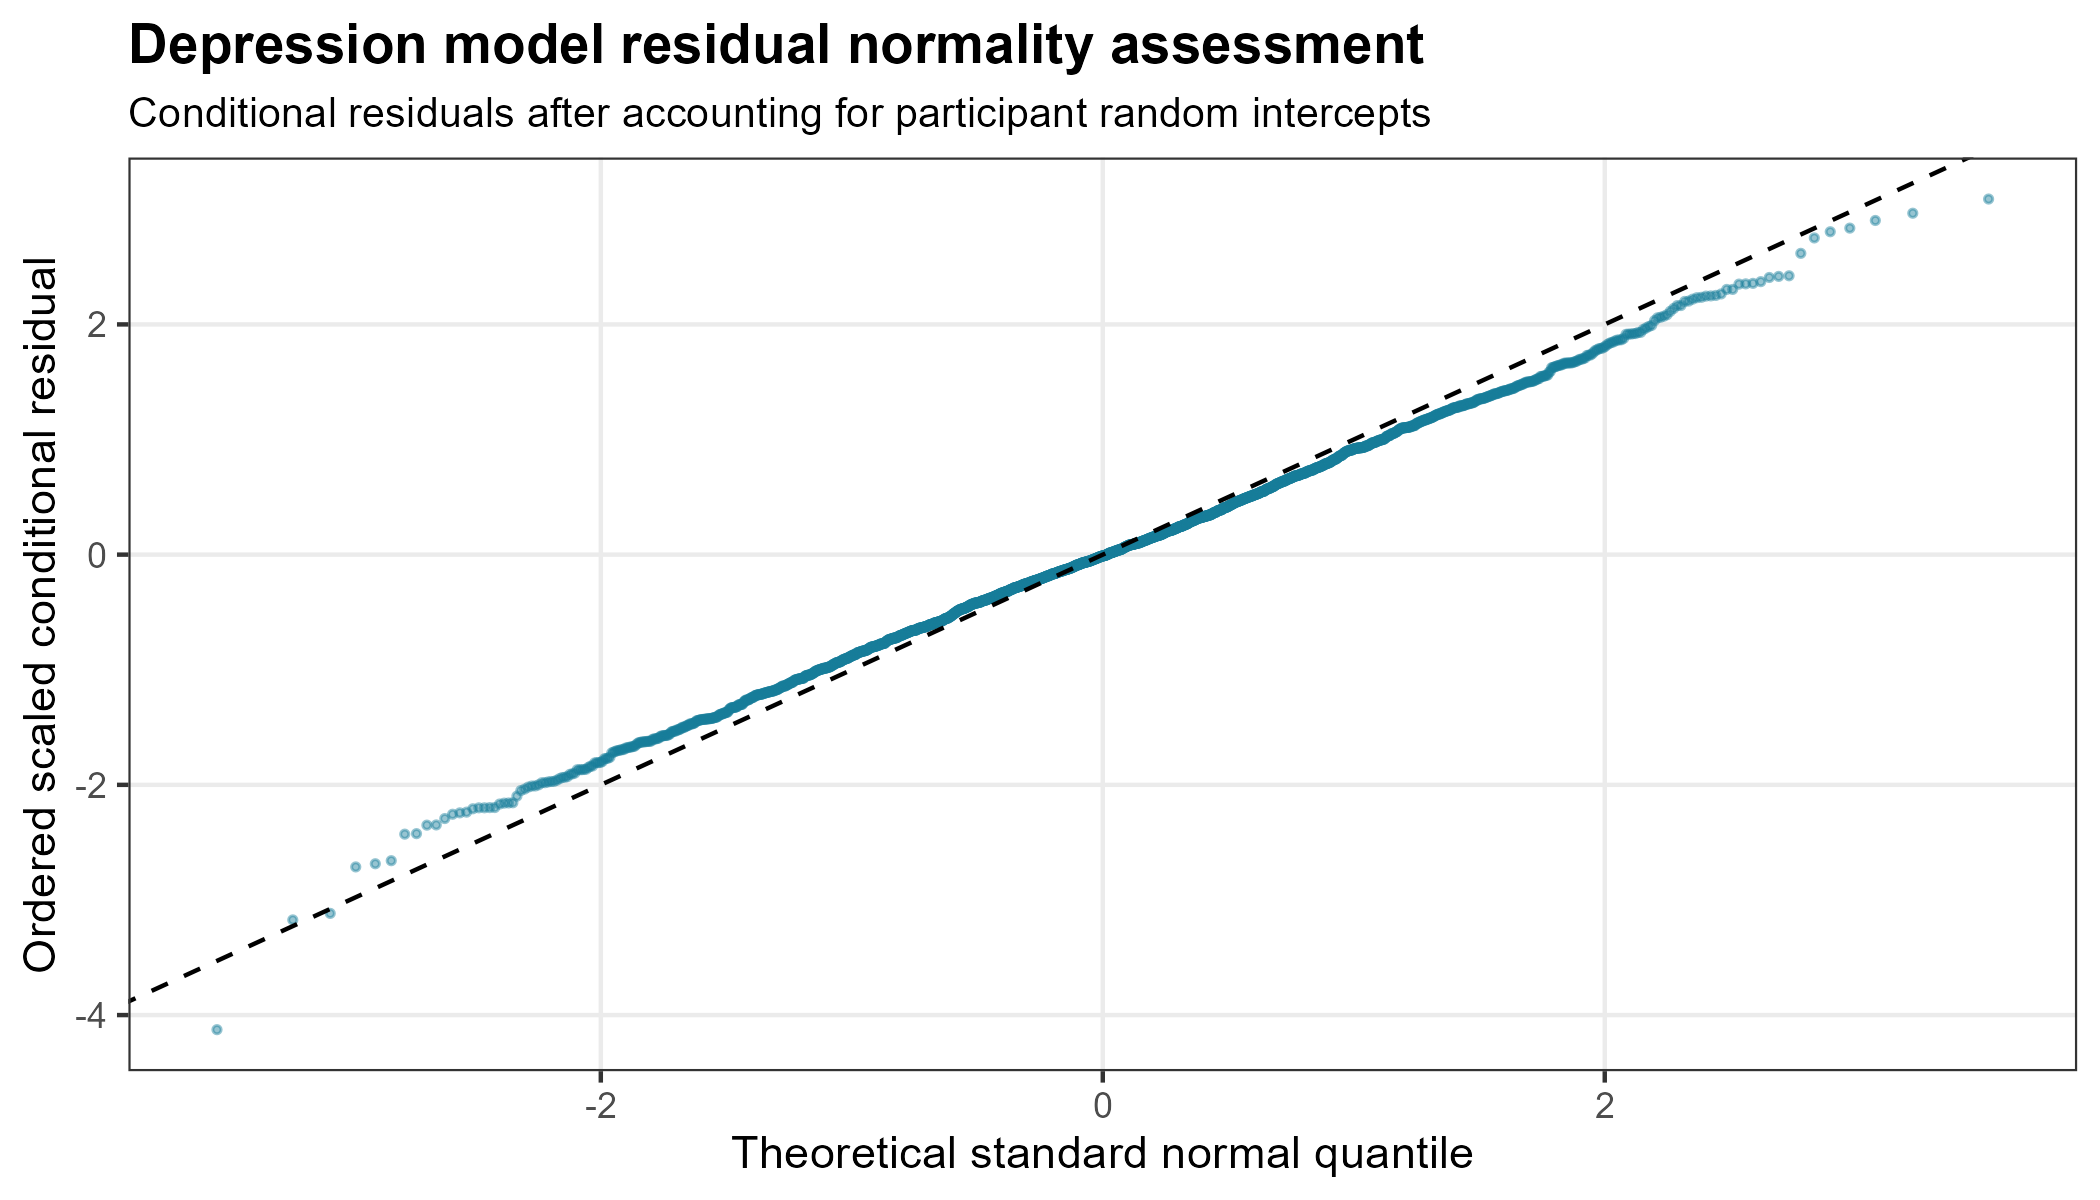 Depression model residual normality assessment
Conditional residuals after accounting for participant random intercepts
Ordered scaled conditional residual
2
0
-2
-4
-2
0
2
Theoretical standard normal quantile